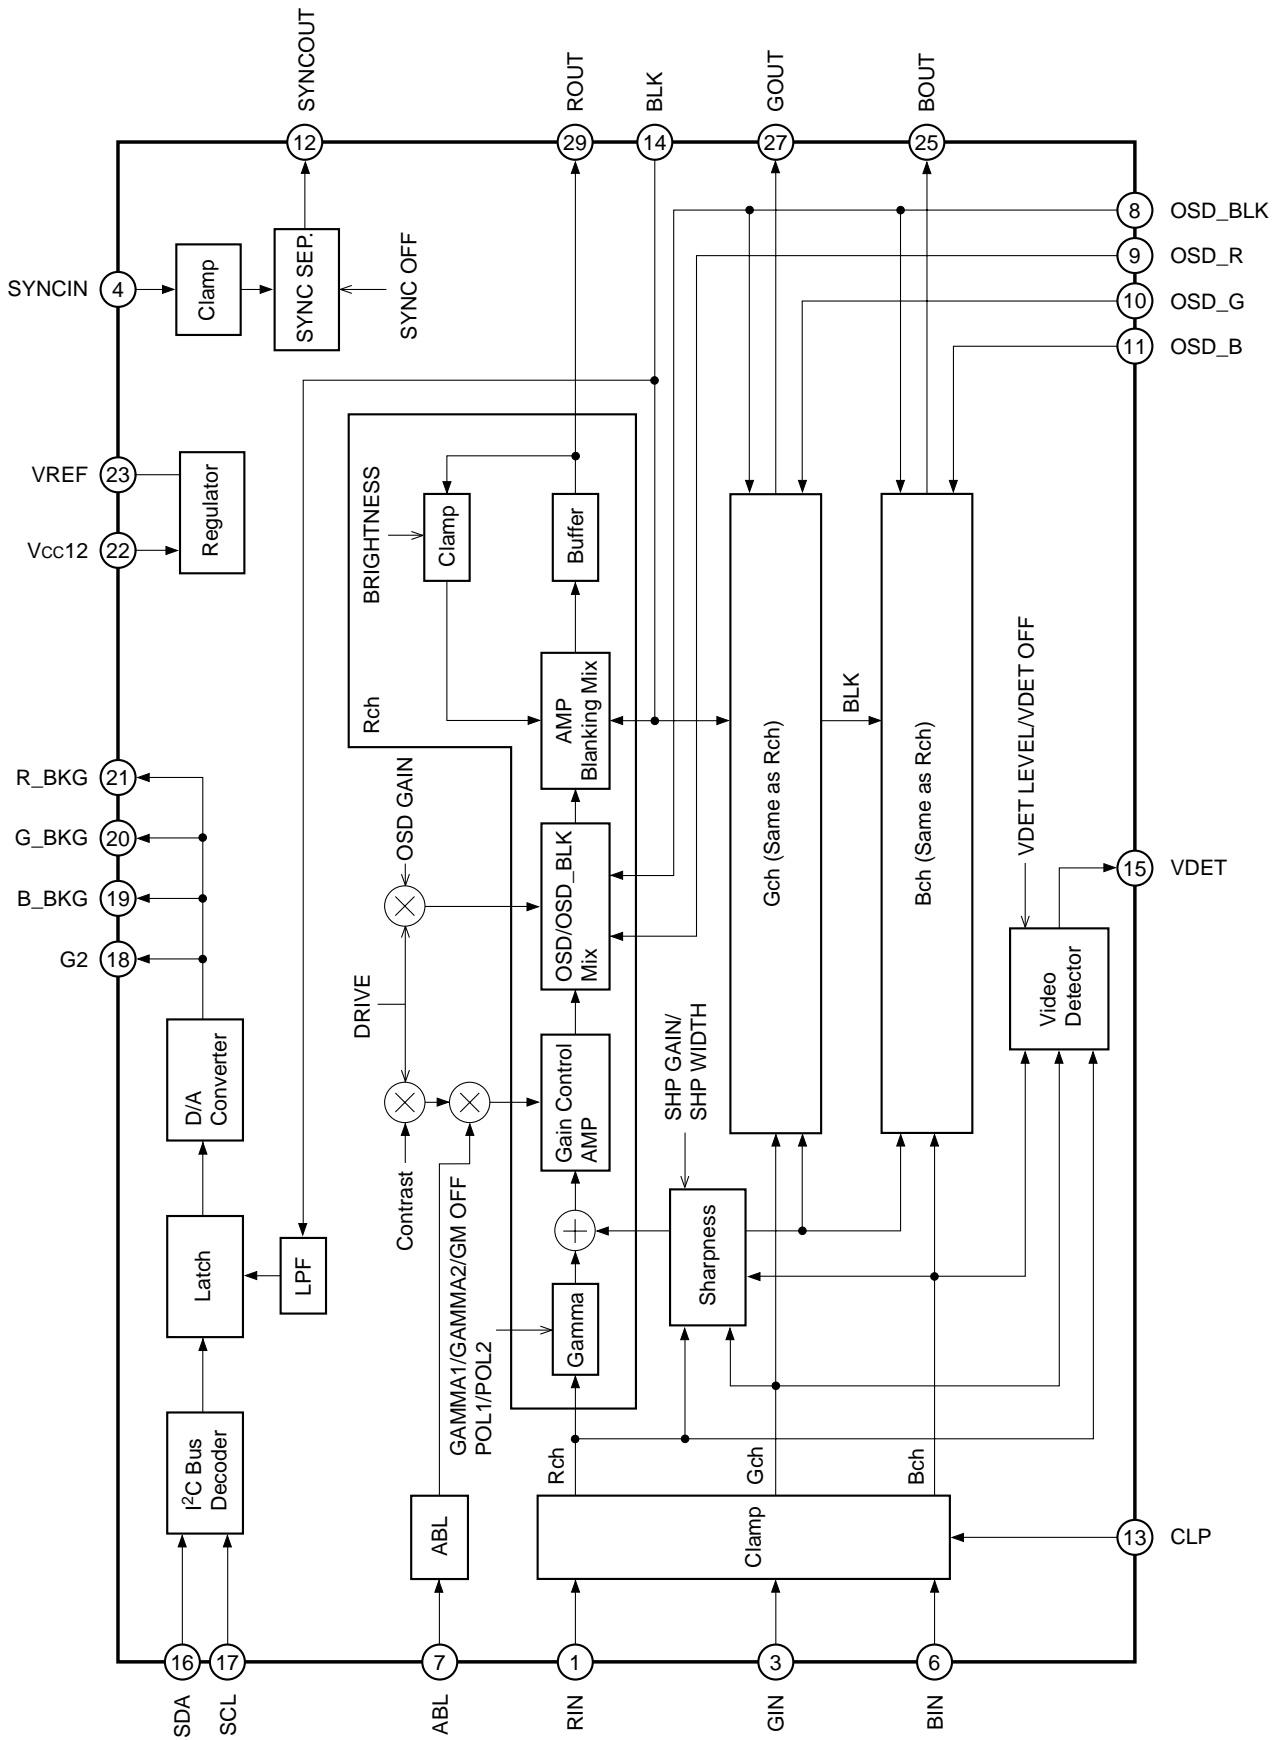 SYNCOUT
ROUT
BLK
GOUT
BOUT
12
29
14
27
25
8
OSD_BLK
9
OSD_R
10
OSD_G
11
OSD_B
SYNCIN
4
Clamp
SYNC SEP.
SYNC OFF
VREF
23
Vcc12
22
Regulator
BRIGHTNESS
Clamp
Buffer
Rch
AMP
Blanking Mix
BLK
Gch (Same as Rch)
Bch (Same as Rch)
VDET LEVEL/VDET OFF
R_BKG
21
G_BKG
20
B_BKG
19
G2
18
OSD GAIN
OSD/OSD_BLK
Mix
DRIVE
15
VDET
Video
Detector
D/A
Converter
Gain Control
AMP
SHP GAIN/
SHP WIDTH
Contrast
Latch
LPF
GAMMA1/GAMMA2/GM OFF
POL1/POL2
Gamma
Sharpness
I2C Bus
Decoder
ABL
Rch
Gch
Bch
Clamp
13
CLP
16
17
7
1
3
6
SDA
SCL
ABL
RIN
GIN
BIN